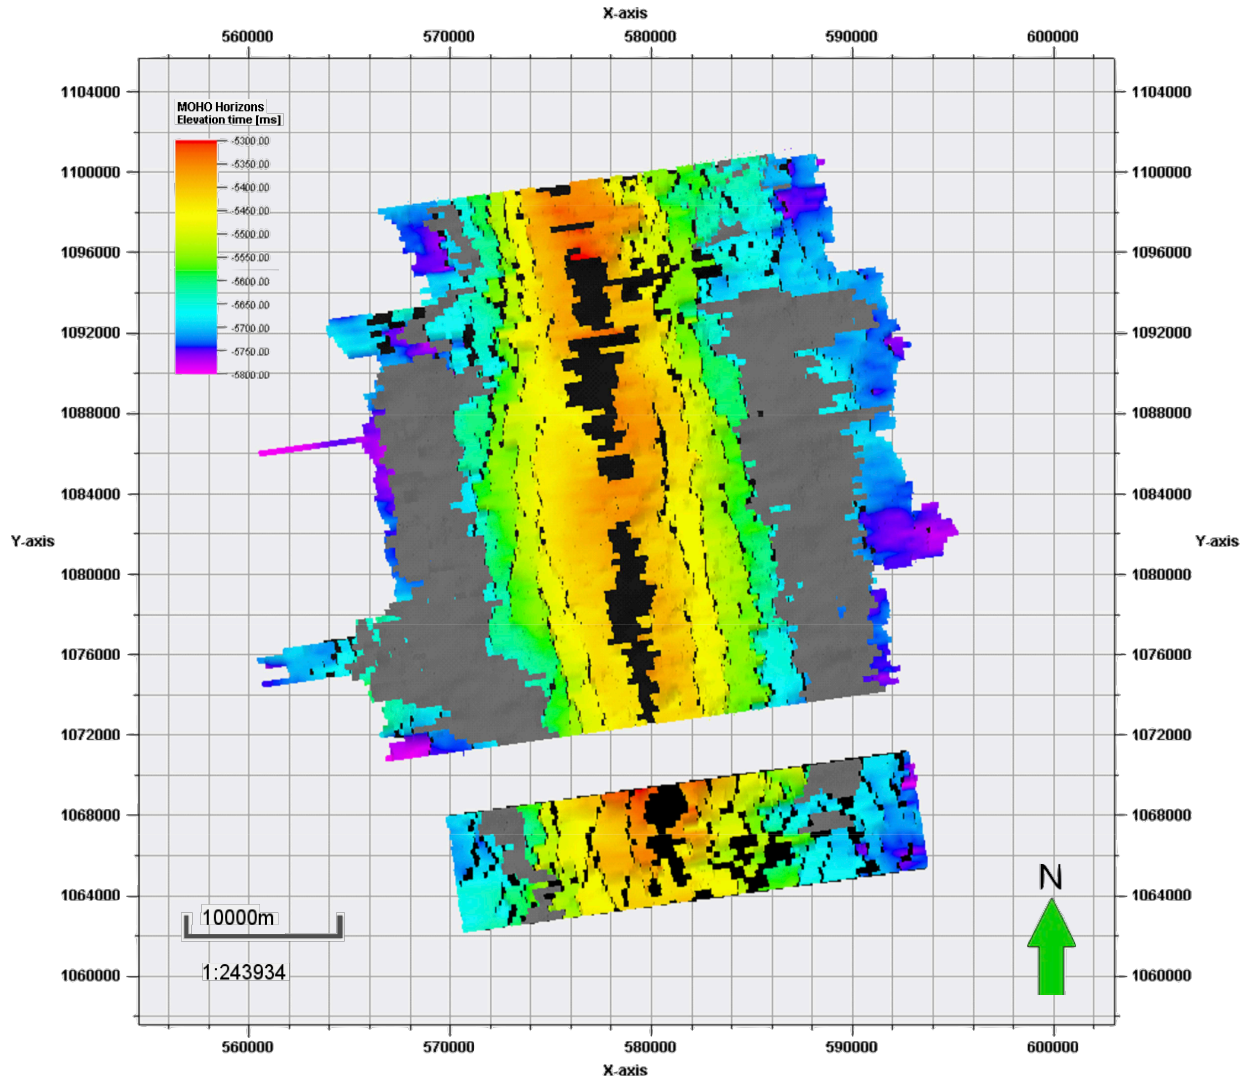 X-axis
560000 570000 580000 590000 600000
1104000 1104000
MOHO Horizons
Elevation time [ms]
-5300.00
-5350.00
-5400.00
-5450.00
-5500.00
-5550.00
-5600.00
-5650.00
-5700.00
-5750.00
-5800.00
1100000 1100000
1096000 1096000
1092000 1092000
1088000 1088000
1084000 1084000
Y-axis Y-axis
1080000 1080000
1076000 1076000
1072000 1072000
1068000 1068000
1064000 1064000
N
10000m
1:243934
1060000 1060000
560000 570000 580000 590000 600000
X-axis